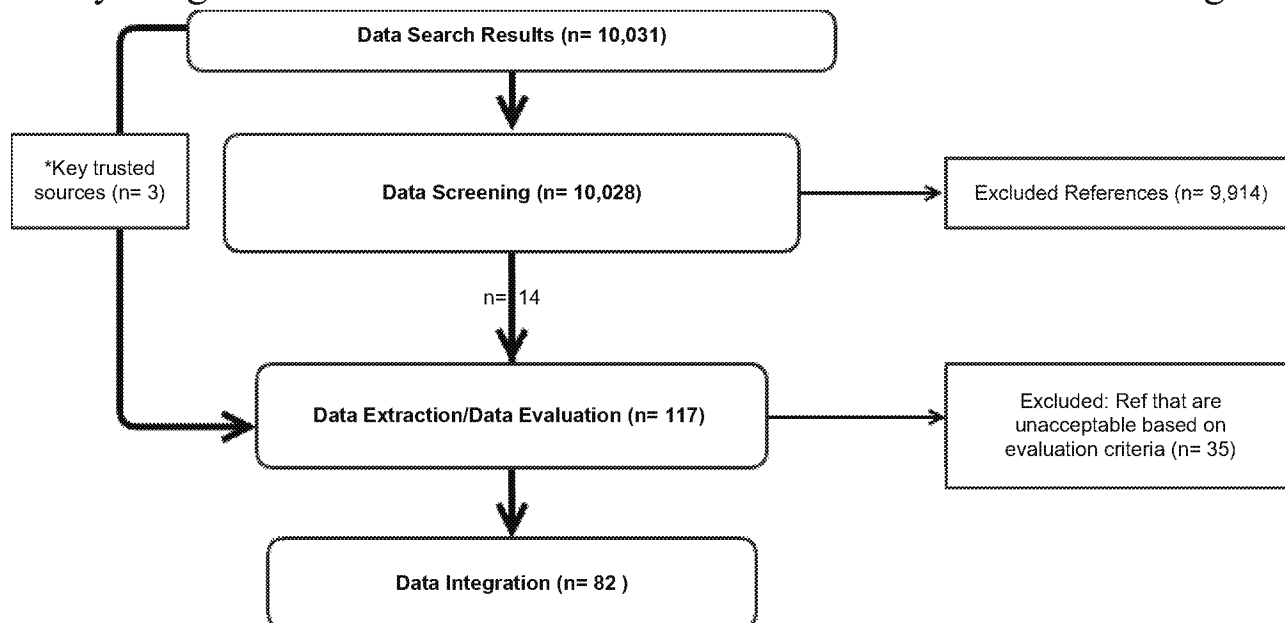 Data Search Results (n= 10,031)
*Key trusted
sources (n= 3)
Data Screening (n= 10,028)
Excluded References (n= 9,914)
n= 14
Data Extraction/Data Evaluation (n= 117)
Excluded: Ref that are
unacceptable based on
evaluation criteria (n= 35)
Data Integration (n= 82 )